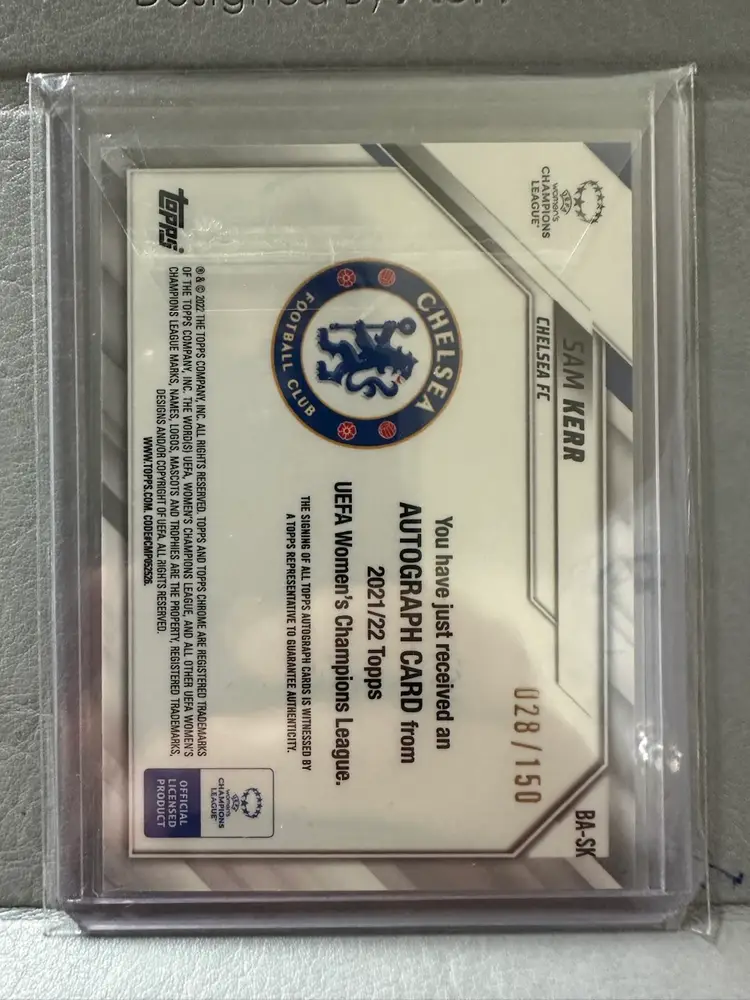 Designed by
WOMEN'S
CHAMPIONS
LEAGUE
SAM KERR
CHELSEA FC
028/150
BA-SK
CHELSEA
FOOTBALL CLUB
You have just received an
AUTOGRAPH CARD from
2021/22 Topps
UEFA Women's Champions League.
THE SIGNING OF ALL TOPPS AUTOGRAPH CARDS IS WITNESSED BY
A TOPPS REPRESENTATIVE TO GUARANTEE AUTHENTICITY.
topps
® & © 2022 THE TOPPS COMPANY, INC. ALL RIGHTS RESERVED. TOPPS AND TOPPS CHROME ARE REGISTERED TRADEMARKS
OF THE TOPPS COMPANY, INC. THE WORD(S) UEFA, WOMEN'S CHAMPIONS LEAGUE, AND ALL OTHER UEFA WOMEN'S
CHAMPIONS LEAGUE MARKS, NAMES, LOGOS, MASCOTS AND TROPHIES ARE THE PROPERTY, REGISTERED TRADEMARKS,
DESIGNS AND/OR COPYRIGHT OF UEFA. ALL RIGHTS RESERVED.
WWW.TOPPS.COM. CODE#CMP052526.
WOMEN'S
CHAMPIONS
LEAGUE
OFFICIAL
LICENSED
PRODUCT